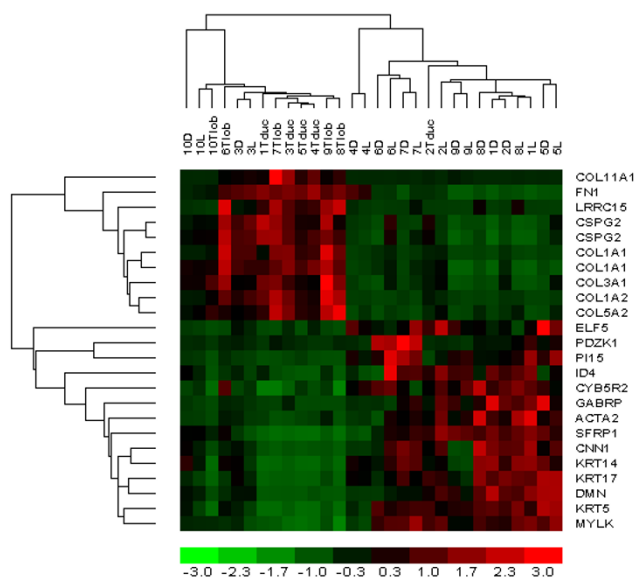 10D 10L 10Tlob 6Tlob 3D 3L 1Tduc 7Tlob 3Tduc 5Tduc 4Tduc 9Tlob 8Tlob 4D 4L 6D 6L 7D 7L 2Tduc 2L 9D 9L 8D 1D 2D 8L 1L 5D 5L
COL11A1
FN1
LRRC15
CSPG2
CSPG2
COL1A1
COL1A1
COL3A1
COL1A2
COL5A2
ELF5
PDZK1
PI15
ID4
CYB5R2
GABRP
ACTA2
SFRP1
CNN1
KRT14
KRT17
DMN
KRT5
MYLK
-3.0 -2.3 -1.7 -1.0 -0.3 0.3 1.0 1.7 2.3 3.0